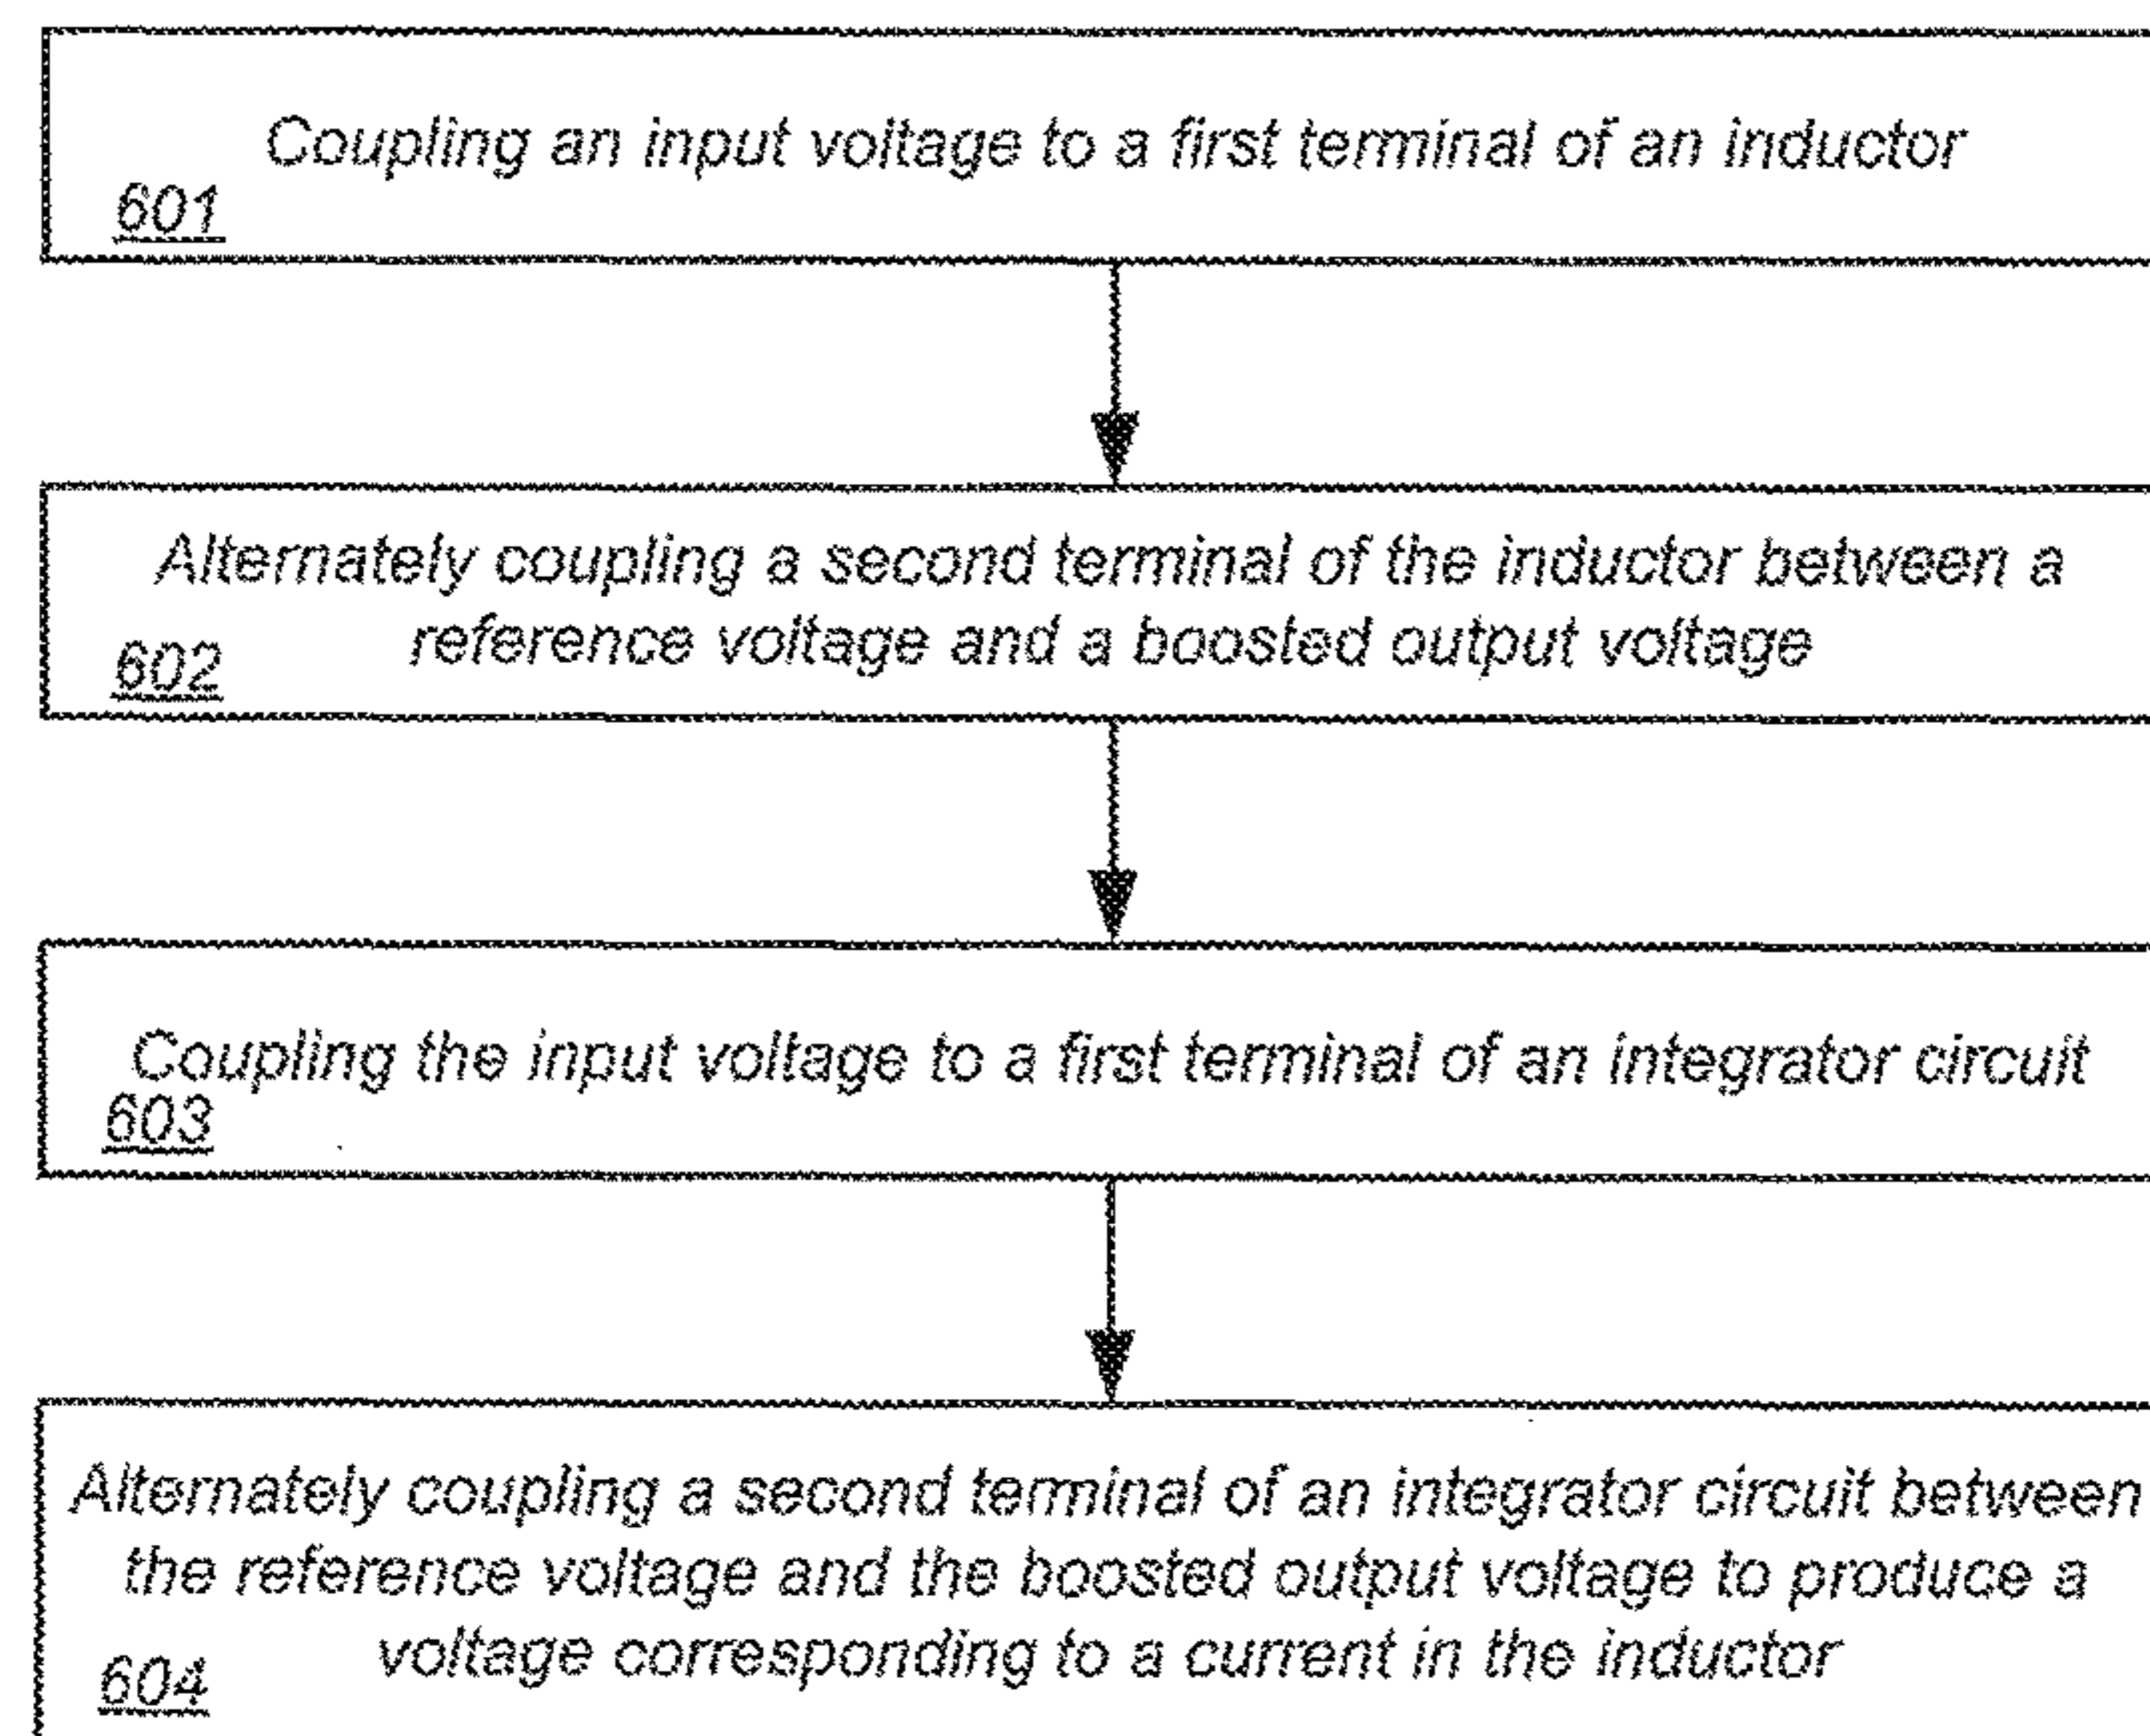 Coupling an input voltage to a first terminal of an inductor
601
Alternately coupling a second terminal of the inductor between a
reference voltage and a boosted output voltage
602
Coupling the input voltage to a first terminal of an integrator circuit
603
Alternately coupling a second terminal of an integrator circuit between
the reference voltage and the boosted output voltage to produce a
voltage corresponding to a current in the inductor
604